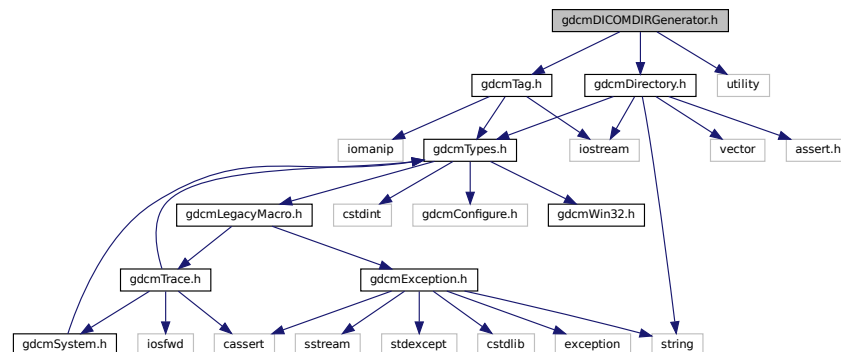 gdcmDICOMDIRGenerator.h
gdcmTag.h
gdcmDirectory.h
utility
iomanip
gdcmTypes.h
iostream
vector
assert.h
gdcmLegacyMacro.h
cstdint
gdcmConfigure.h
gdcmWin32.h
gdcmTrace.h
gdcmException.h
gdcmSystem.h
iosfwd
cassert
sstream
stdexcept
cstdlib
exception
string